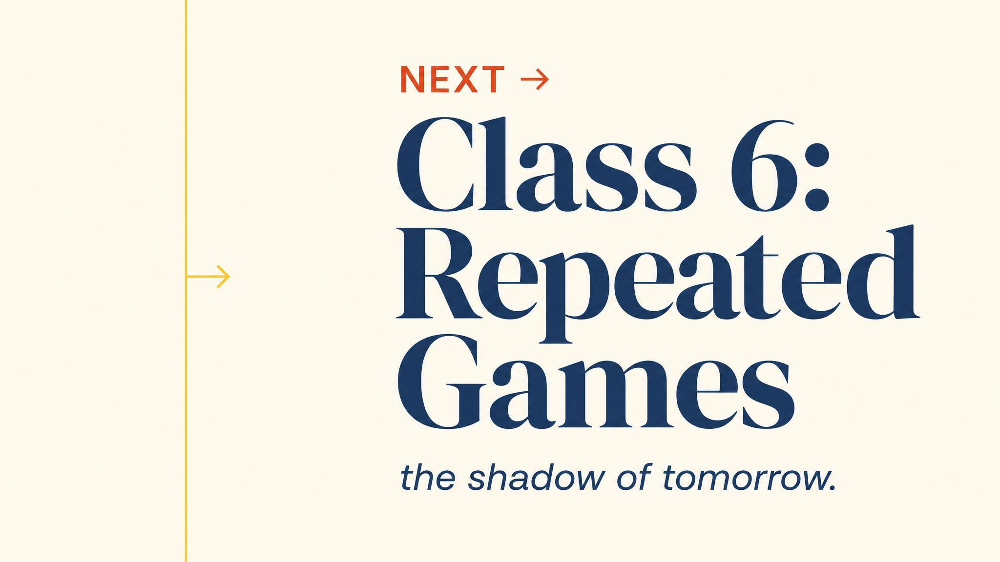 NEXT →
Class 6:
Repeated
Games
the shadow of tomorrow.